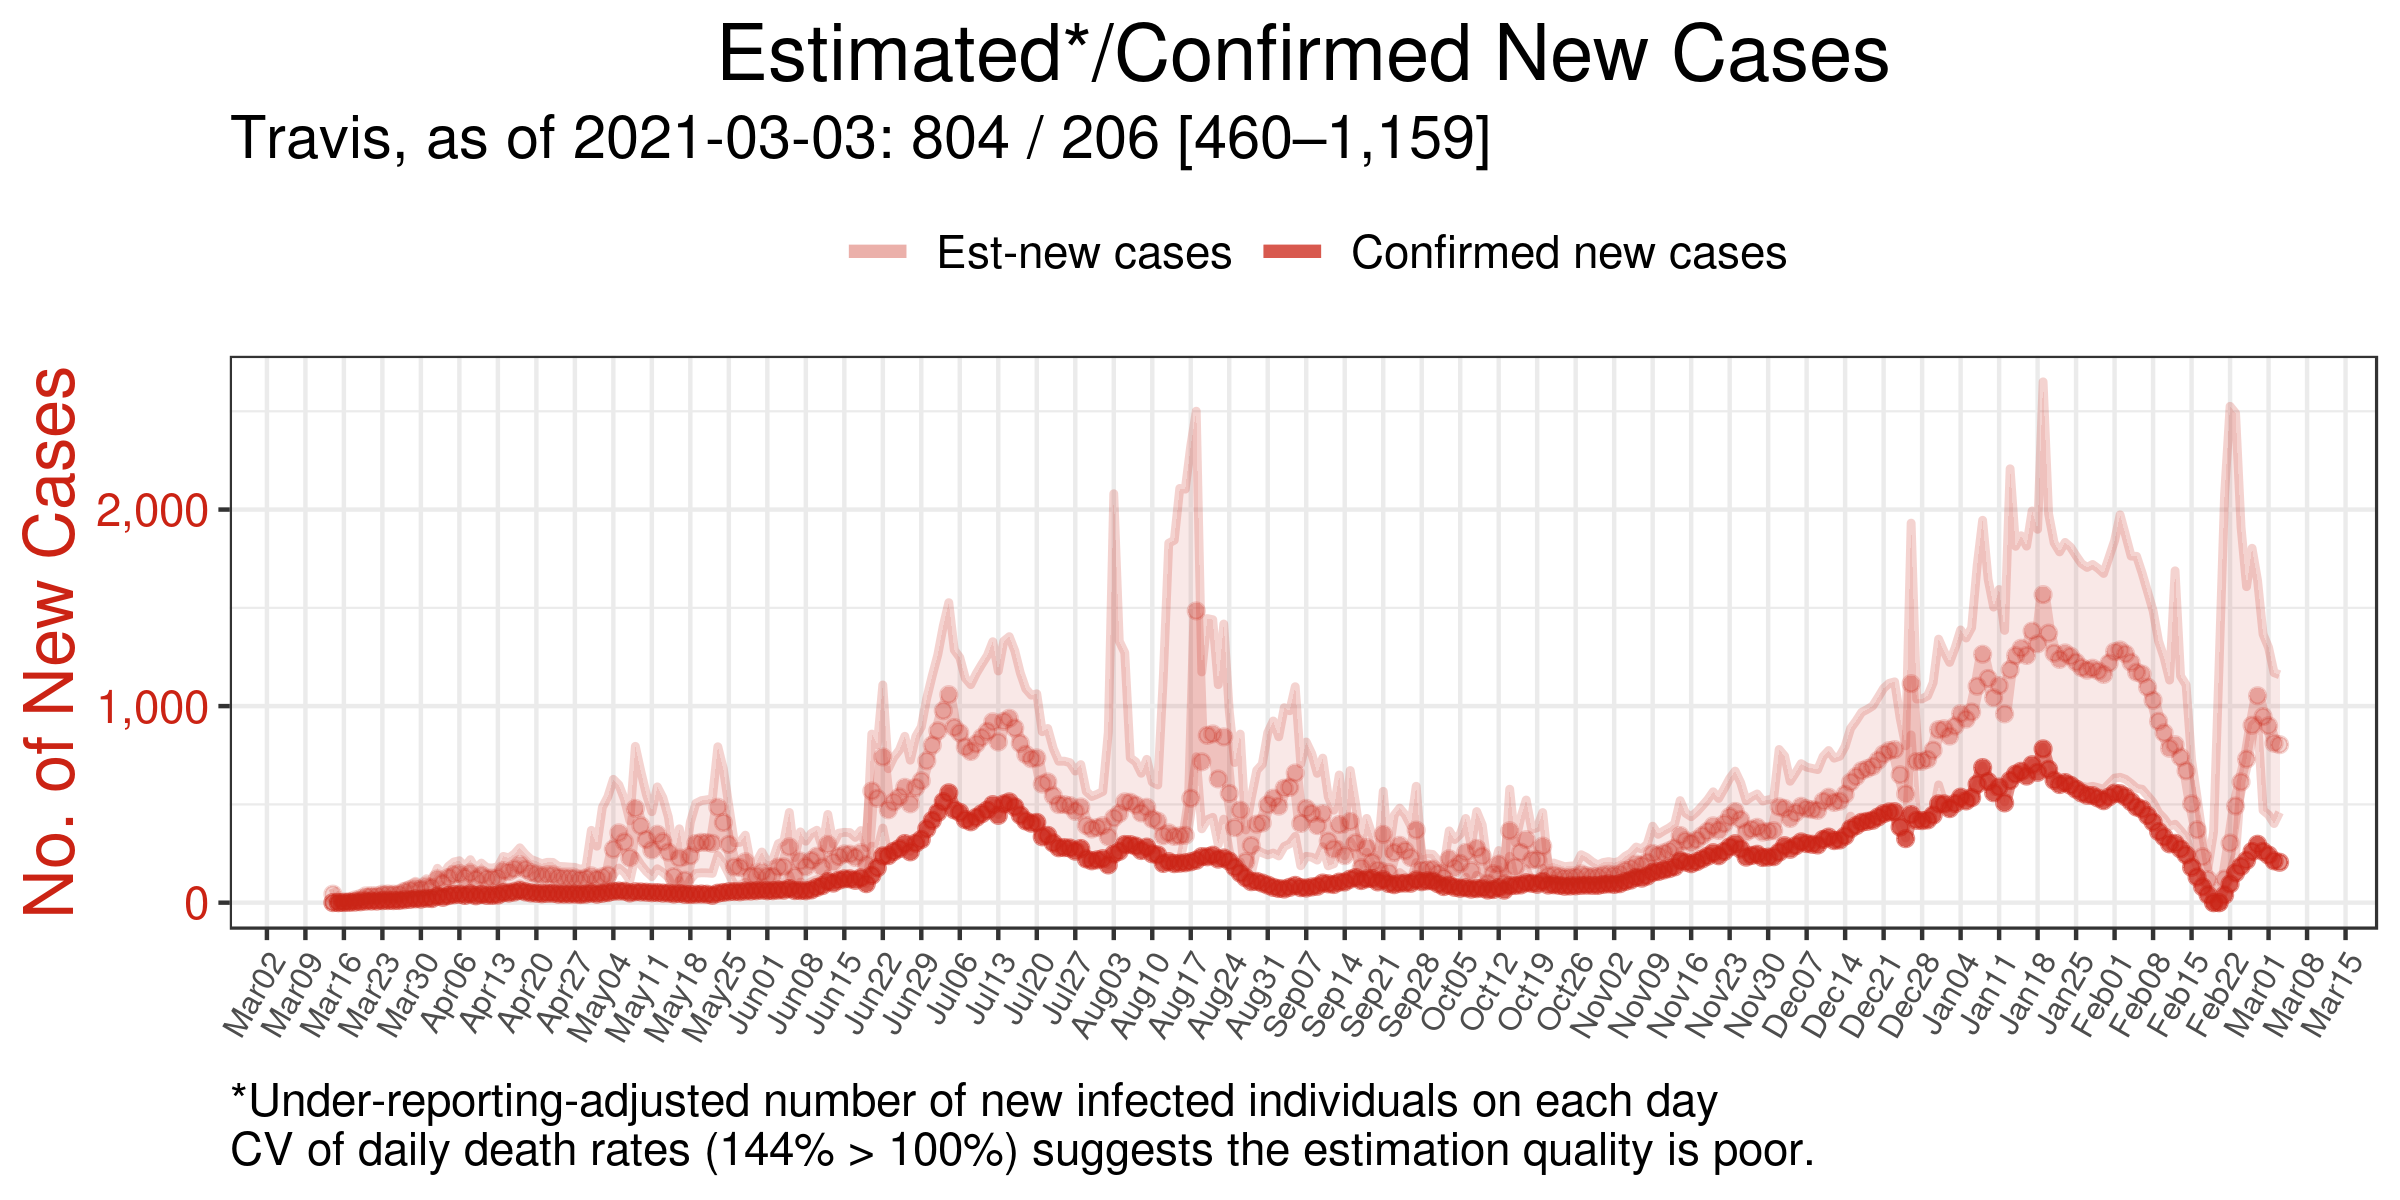 Estimated*/Confirmed New Cases
Travis, as of 2021-03-03: 804 / 206 [460–1,159]
Est-new cases Confirmed new cases
No. of New Cases
2,000
1,000
0
Mar02 Mar09 Mar16 Mar23 Mar30 Apr06 Apr13 Apr20 Apr27 May04 May11 May18 May25 Jun01 Jun08 Jun15 Jun22 Jun29 Jul06 Jul13 Jul20 Jul27 Aug03 Aug10 Aug17 Aug24 Aug31 Sep07 Sep14 Sep21 Sep28 Oct05 Oct12 Oct19 Oct26 Nov02 Nov09 Nov16 Nov23 Nov30 Dec07 Dec14 Dec21 Dec28 Jan04 Jan11 Jan18 Jan25 Feb01 Feb08 Feb15 Feb22 Mar01 Mar08 Mar15
*Under-reporting-adjusted number of new infected individuals on each day
CV of daily death rates (144% > 100%) suggests the estimation quality is poor.